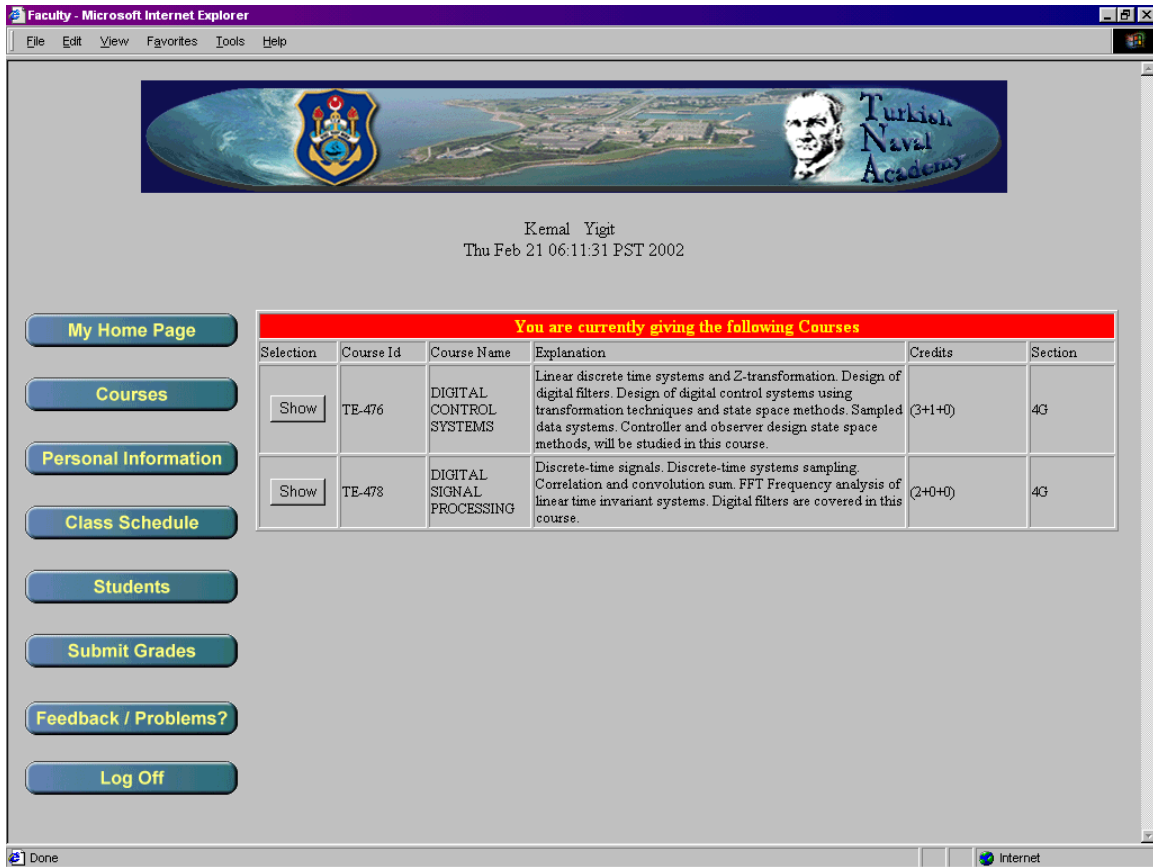 Faculty - Microsoft Internet Explorer
File Edit View Favorites Tools Help
Turkish
Naval
Academy
Kemal Yigit
Thu Feb 21 06:11:31 PST 2002
My Home Page
Courses
Personal Information
Class Schedule
Students
Submit Grades
Feedback / Problems?
Log Off
You are currently giving the following Courses
Selection Course Id Course Name Explanation Credits Section
Show TE-476
DIGITAL
CONTROL
SYSTEMS
Linear discrete time systems and Z-transformation. Design of
digital filters. Design of digital control systems using
transformation techniques and state space methods. Sampled
data systems. Controller and observer design state space
methods, will be studied in this course.
(3+1+0) 4G
Show TE-478
DIGITAL
SIGNAL
PROCESSING
Discrete-time signals. Discrete-time systems sampling.
Correlation and convolution sum. FFT Frequency analysis of
linear time invariant systems. Digital filters are covered in this
course.
(2+0+0) 4G
Done Internet